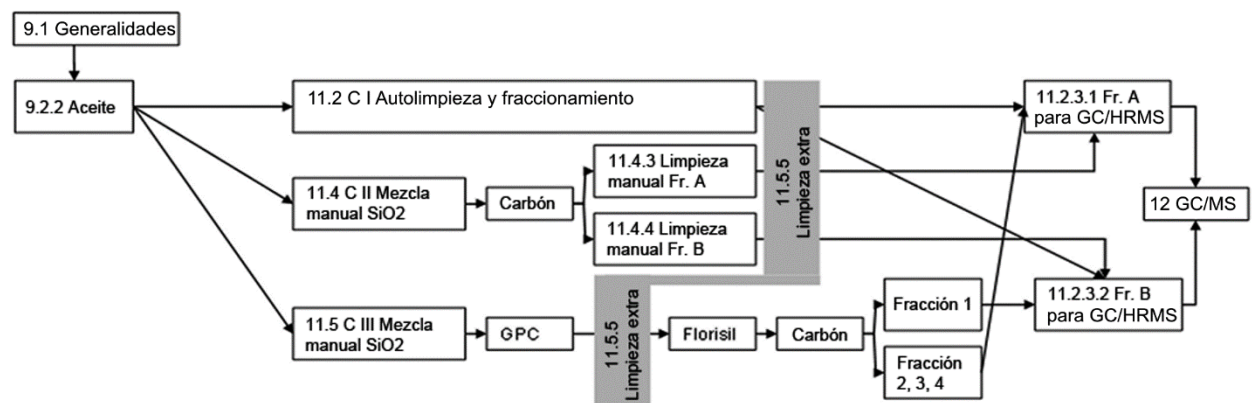 9.1 Generalidades
9.2.2 Aceite
11.2 C I Autolimpieza y fraccionamiento
11.4 C II Mezcla
manual SiO2
Carbón
11.4.3 Limpieza
manual Fr. A
11.4.4 Limpieza
manual Fr. B
11.5.5
Limpieza extra
11.2.3.1 Fr. A
para GC/HRMS
12 GC/MS
11.2.3.2 Fr. B
para GC/HRMS
11.5 C III Mezcla
manual SiO2
GPC
11.5.5
Limpieza extra
Florisil
Carbón
Fracción 1
Fracción
2, 3, 4